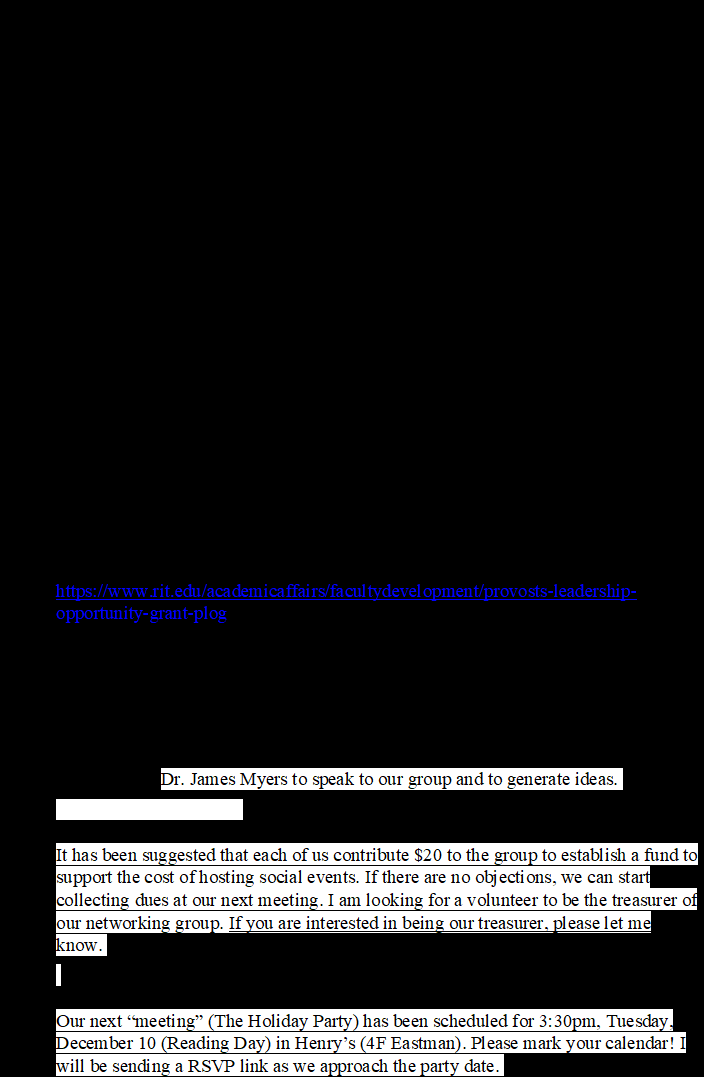 https://www.rit.edu/academicaffairs/facultydevelopment/provosts-leadership-
opportunity-grant-plog
Dr. James Myers to speak to our group and to generate ideas.
It has been suggested that each of us contribute $20 to the group to establish a fund to
support the cost of hosting social events. If there are no objections, we can start
collecting dues at our next meeting. I am looking for a volunteer to be the treasurer of
our networking group. If you are interested in being our treasurer, please let me
know.
Our next “meeting” (The Holiday Party) has been scheduled for 3:30pm, Tuesday,
December 10 (Reading Day) in Henry’s (4F Eastman). Please mark your calendar! I
will be sending a RSVP link as we approach the party date.